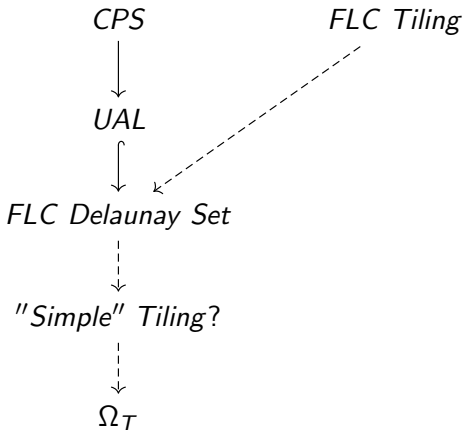 CPS FLC Tiling
UAL
FLC Delaunay Set
"Simple" Tiling?
Ω_T